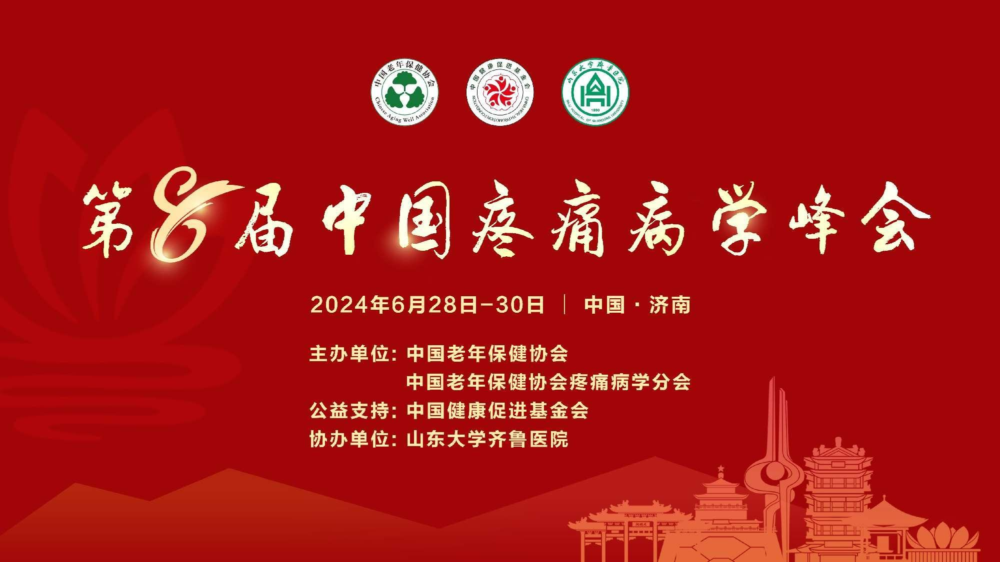 中国老年保健协会
Chinese Aging Well Association
中国健康促进基金会
CHINA HEALTH PROMOTION FOUNDATION
山东大学齊鲁医院
1890
QILU HOSPITAL OF SHANDONG UNIVERSITY
第8届中国疼痛病学峰会
2024年6月28日-30日 | 中国·济南
主办单位: 中国老年保健协会
中国老年保健协会疼痛病学分会
公益支持: 中国健康促进基金会
协办单位: 山东大学齐鲁医院